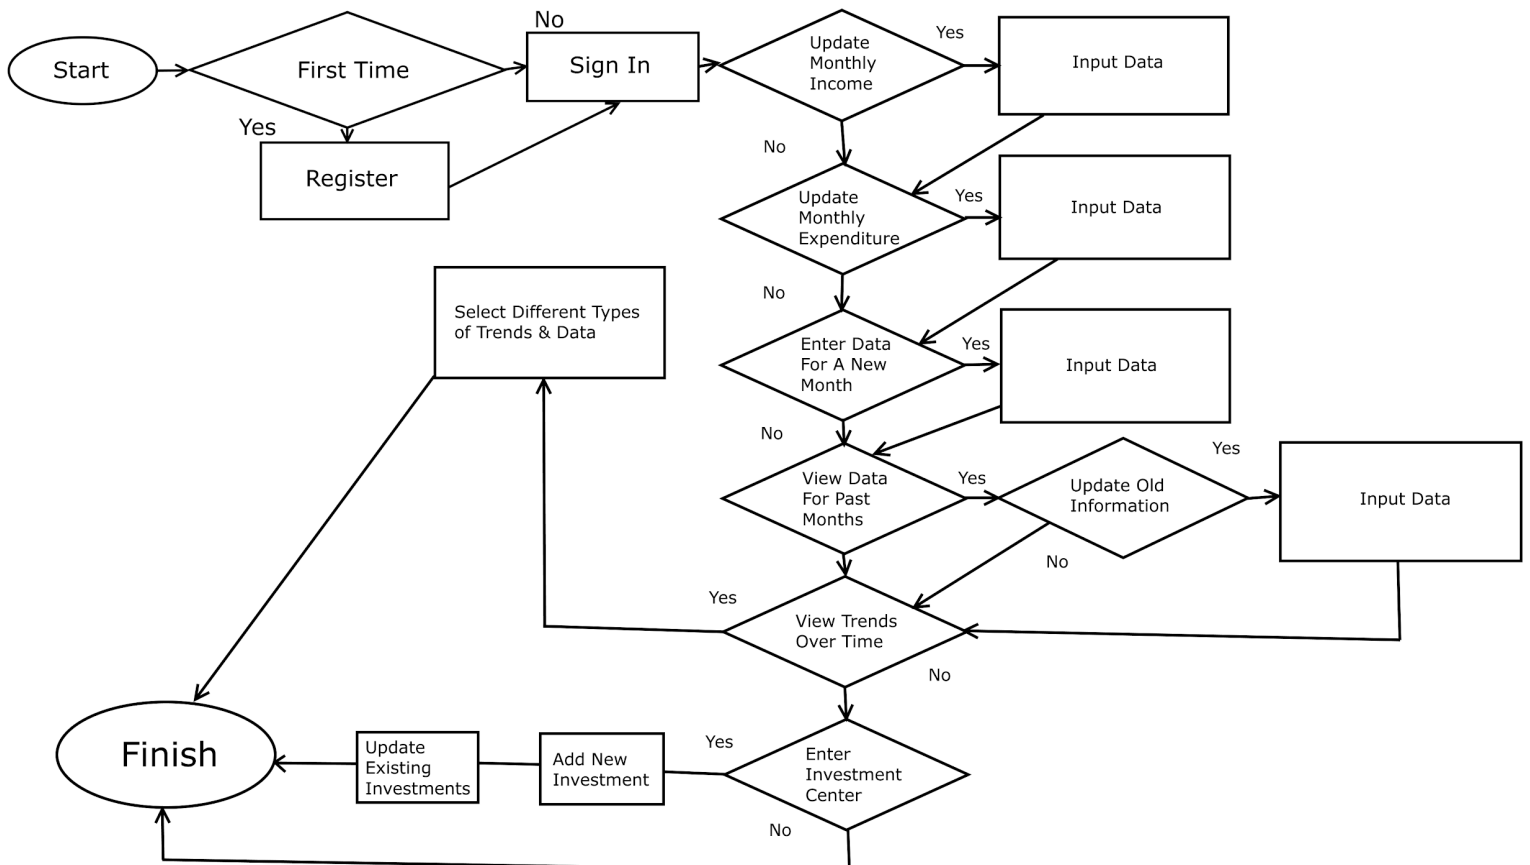 No
Start
First Time
Sign In
Yes
Register
Update
Monthly
Income
Yes
Input Data
No
Update
Monthly
Expenditure
Yes
Input Data
No
Enter Data
For A New
Month
Yes
Input Data
No
View Data
For Past
Months
Yes
Update Old
Information
Yes
Input Data
No
View Trends
Over Time
Yes
No
Select Different Types
of Trends & Data
Enter
Investment
Center
Yes
No
Add New
Investment
Update
Existing
Investments
Finish